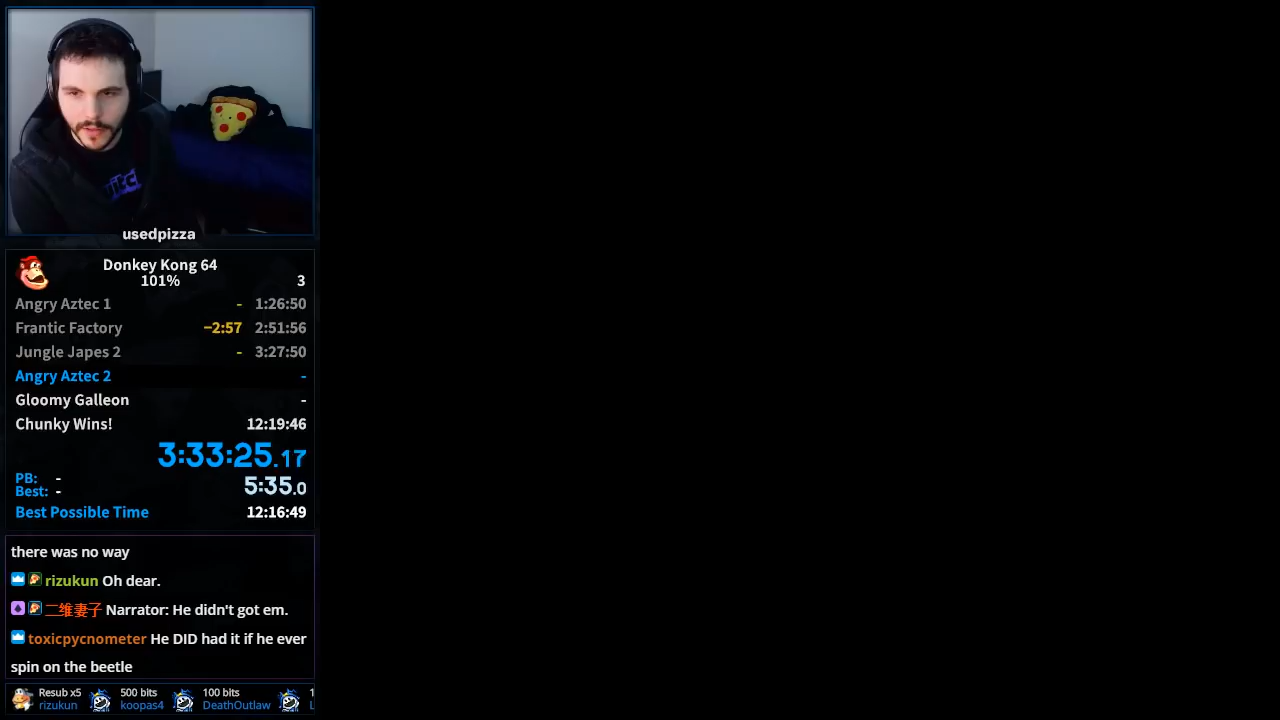 usedpizza
Donkey Kong 64
101% 3
Angry Aztec 1 - 1:26:50
Frantic Factory −2:57 2:51:56
Jungle Japes 2 - 3:27:50
Angry Aztec 2 -
Gloomy Galleon -
Chunky Wins! 12:19:46
3:33:25.17
PB: - 5:35.0
Best: -
Best Possible Time 12:16:49
there was no way
rizukun Oh dear.
二维妻子 Narrator: He didn't got em.
toxicpycnometer He DID had it if he ever
spin on the beetle
Resub x5 500 bits 100 bits 1
rizukun koopas4 DeathOutlaw L